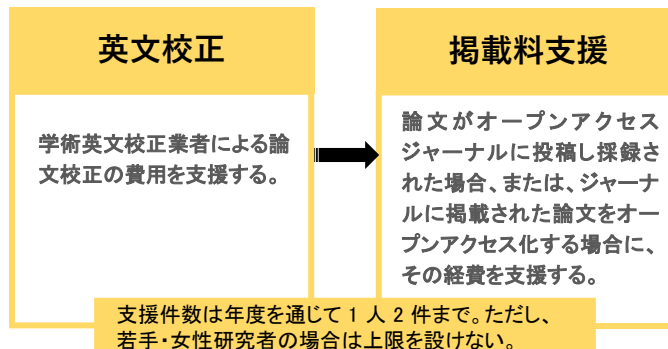 英文校正
学術英文校正業者による論
文校正の費用を支援する。
掲載料支援
論文がオープンアクセス
ジャーナルに投稿し採録さ
れた場合、または、ジャーナ
ルに掲載された論文をオー
プンアクセス化する場合に、
その経費を支援する。
支援件数は年度を通じて 1 人 2 件まで。ただし、
若手・女性研究者の場合は上限を設けない。